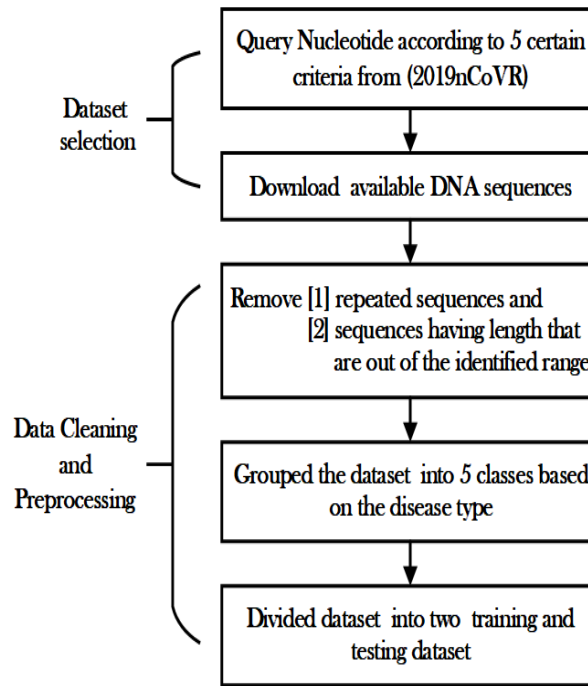 Query Nucleotide according to 5 certain
criteria from (2019nCoVR)
Dataset
selection
Download available DNA sequences
Remove [1] repeated sequences and
[2] sequences having length that
are out of the identified range
Data Cleaning
and
Preprocessing
Grouped the dataset into 5 classes based
on the disease type
Divided dataset into two training and
testing dataset